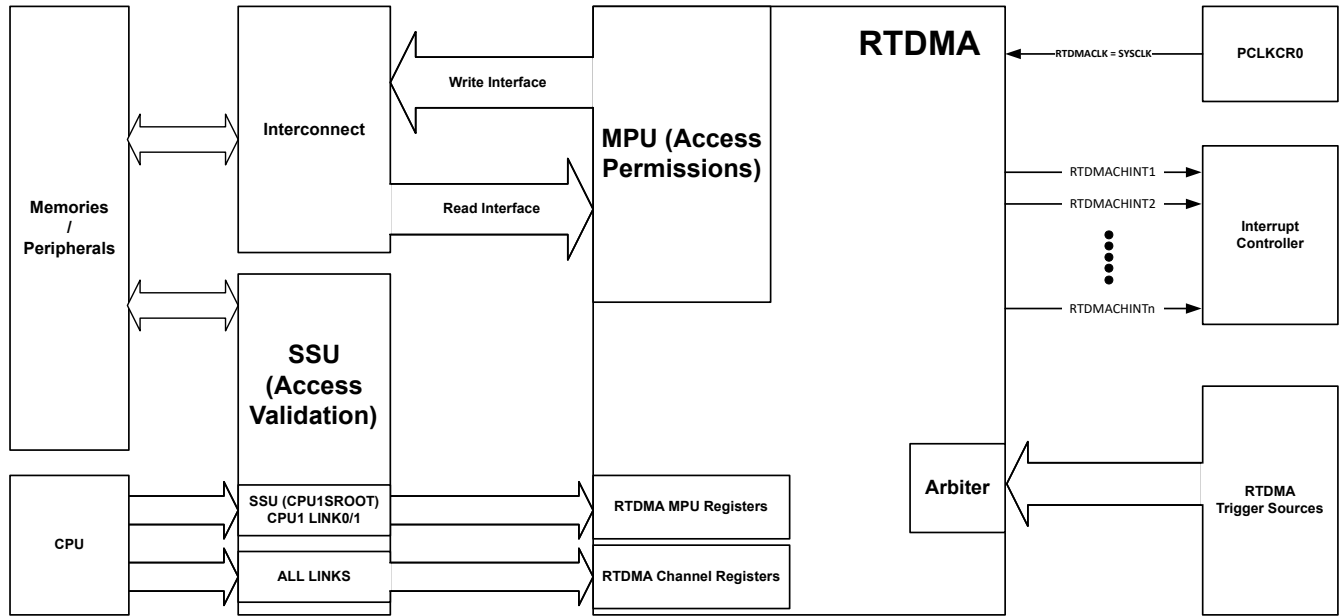 RTDMA
RTDMACLK = SYSCLK
PCLKCR0
Write Interface
Interconnect
MPU (Access
Permissions)
Read Interface
Memories
/
Peripherals
RTDMACHINT1
RTDMACHINT2
RTDMACHINTn
Interrupt
Controller
SSU
(Access
Validation)
Arbiter
RTDMA
Trigger Sources
CPU
SSU (CPU1SROOT)
CPU1 LINK0/1
RTDMA MPU Registers
ALL LINKS
RTDMA Channel Registers